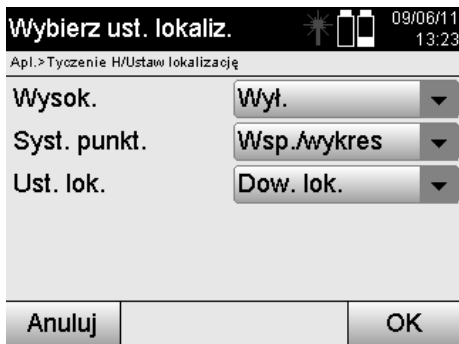 Wybierz ust. lokaliz.
09/06/11
13:23
Apl.>Tyczenie H/Ustaw lokalizację
Wysok. Wył.
Syst. punkt. Wsp./wykres
Ust. lok. Dow. lok.
Anuluj OK